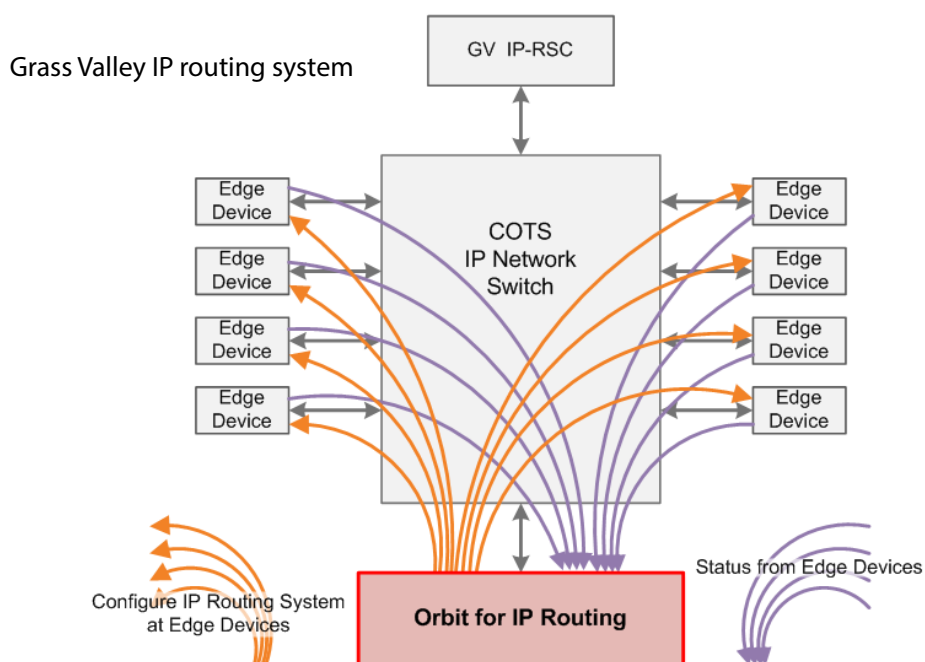 GV IP-RSC
Grass Valley IP routing system
Edge
Device
Edge
Device
Edge
Device
Edge
Device
COTS
IP Network
Switch
Edge
Device
Edge
Device
Edge
Device
Edge
Device
Configure IP Routing System
at Edge Devices
Orbit for IP Routing
Status from Edge Devices